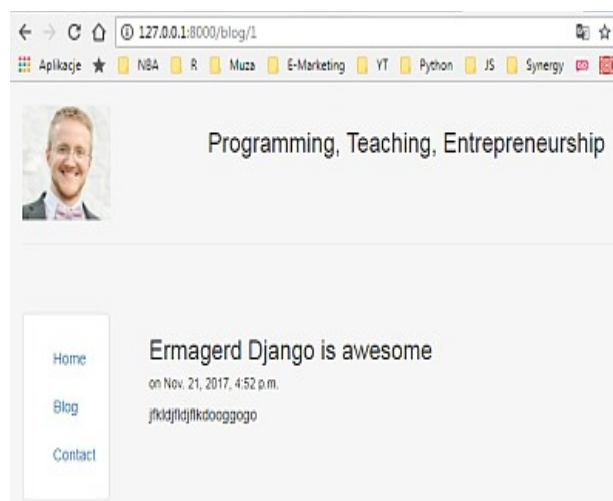 127.0.0.1:8000/blog/1
Aplikacje NBA R Muza E-Marketing YT Python JS Synergy
Programming, Teaching, Entrepreneurship
Home
Blog
Contact
Ermagerd Django is awesome
on Nov. 21, 2017, 4:52 p.m.